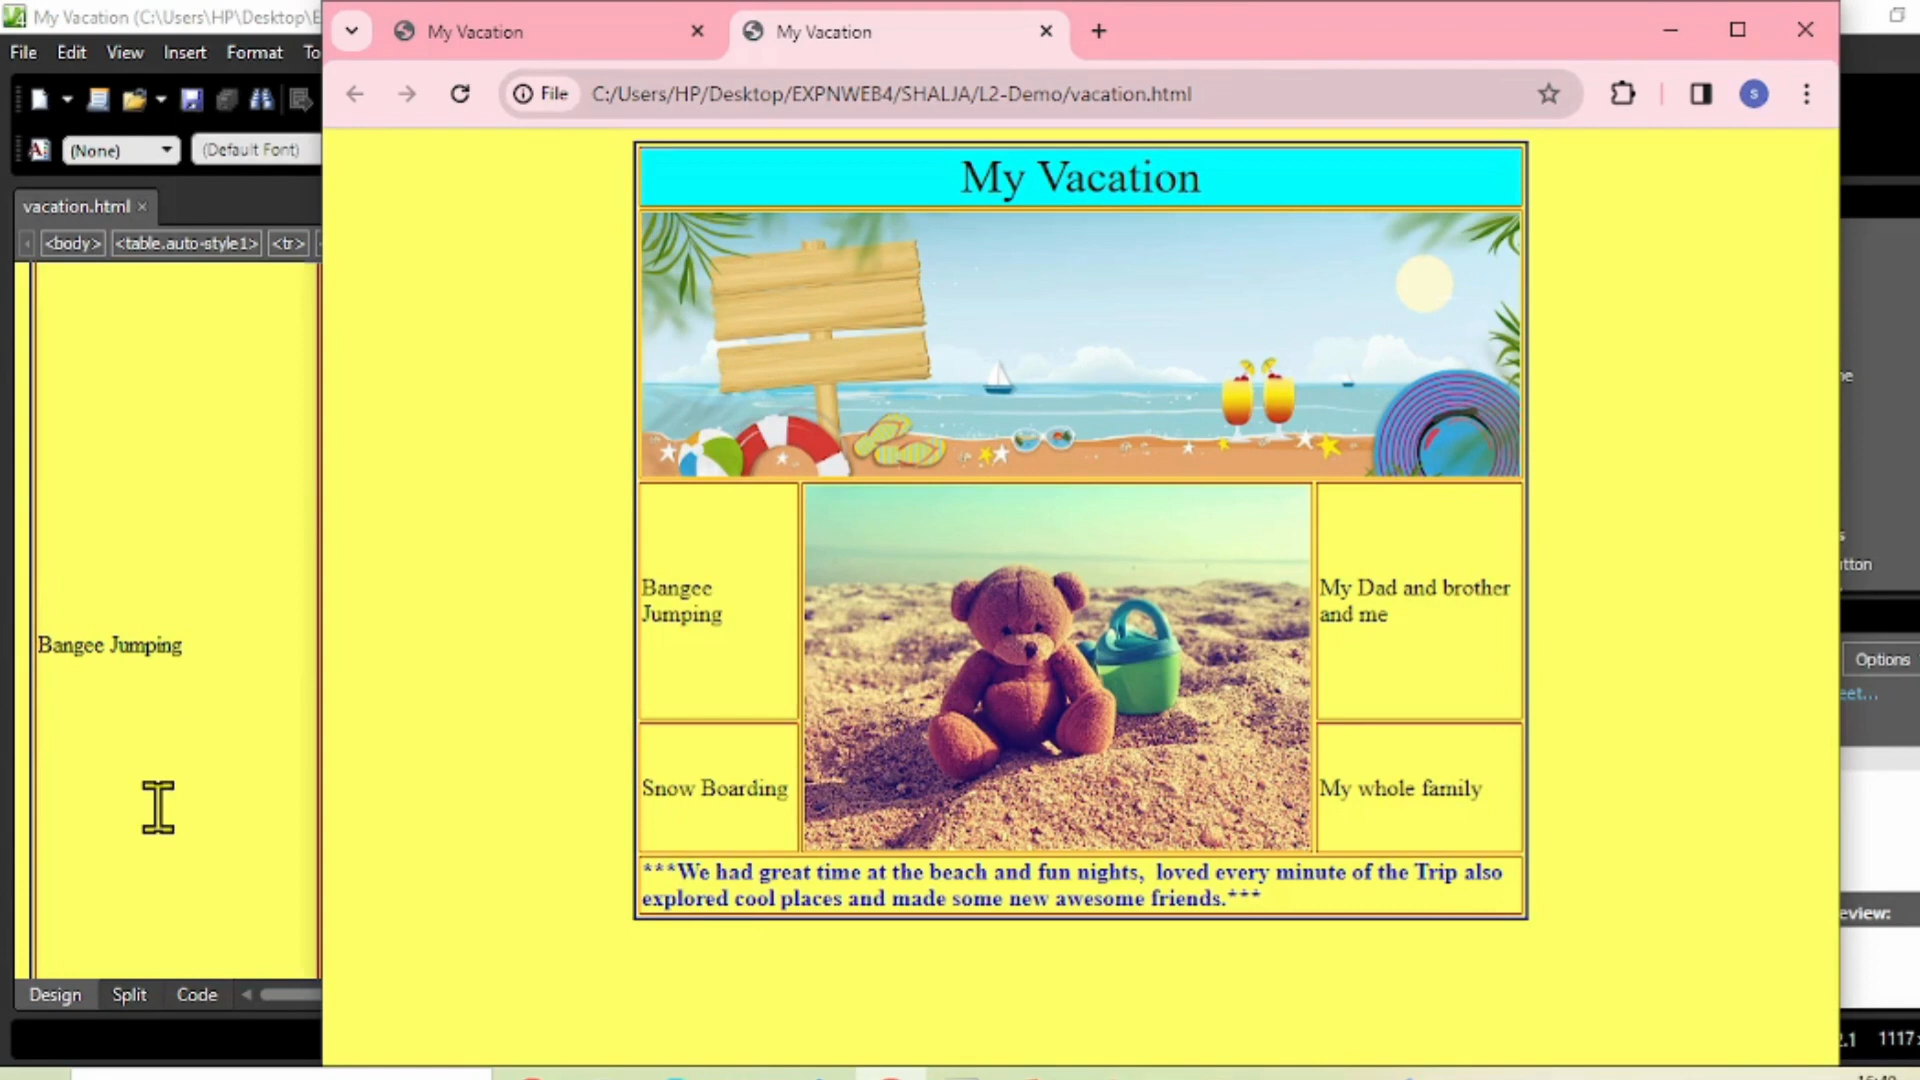 My Vacation (C:\Users\HP\Desktop\E
My Vacation
My Vacation
File Edit View Insert Format To
File C:/Users/HP/Desktop/EXPNWEB4/SHALJA/L2-Demo/vacation.html
S
(None) (Default Font)
vacation.html
<body> <table.auto-style1> <tr>
My Vacation
Bangee
Jumping
My Dad and brother
and me
Bangee Jumping
Snow Boarding
My whole family
***We had great time at the beach and fun nights,  loved every minute of the Trip also
explored cool places and made some new awesome friends.***
Options
Design Split Code
1117